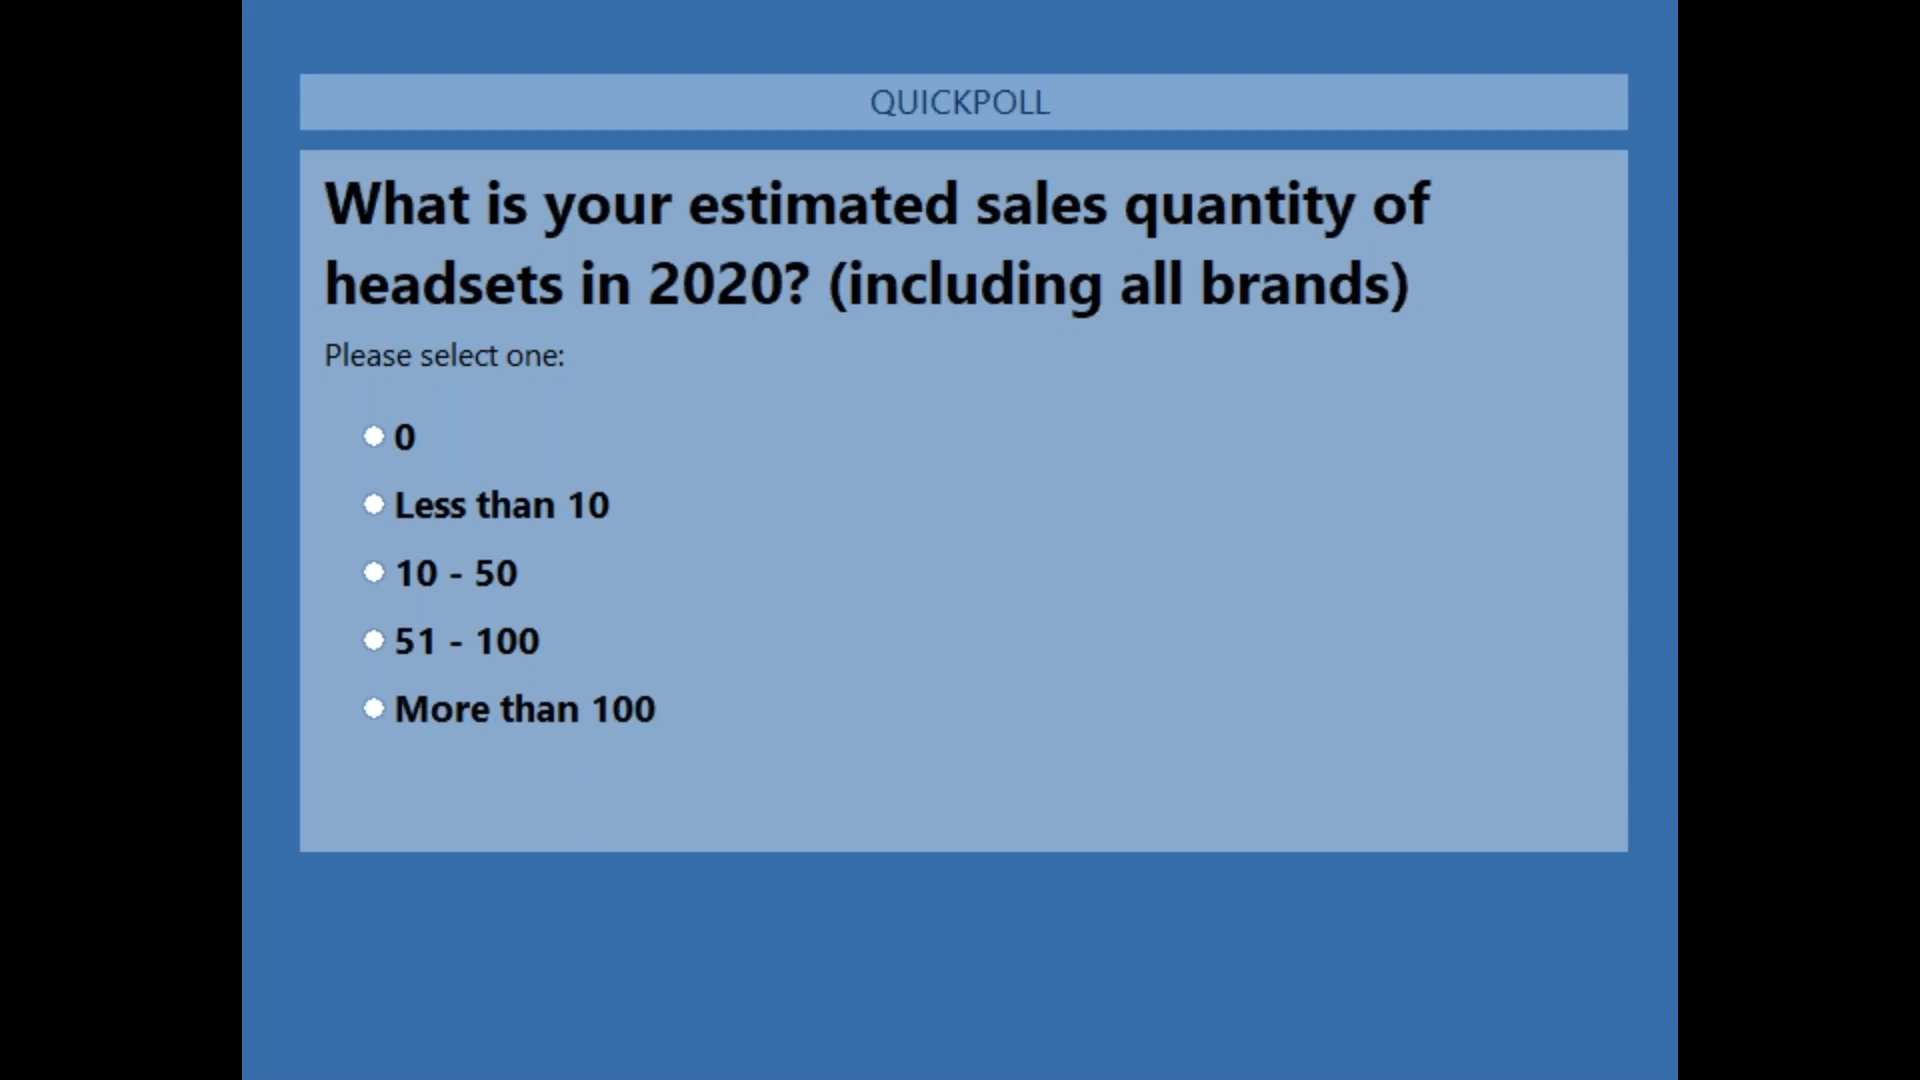 QUICKPOLL
What is your estimated sales quantity of
headsets in 2020? (including all brands)
Please select one:
0
Less than 10
10 - 50
51 - 100
More than 100